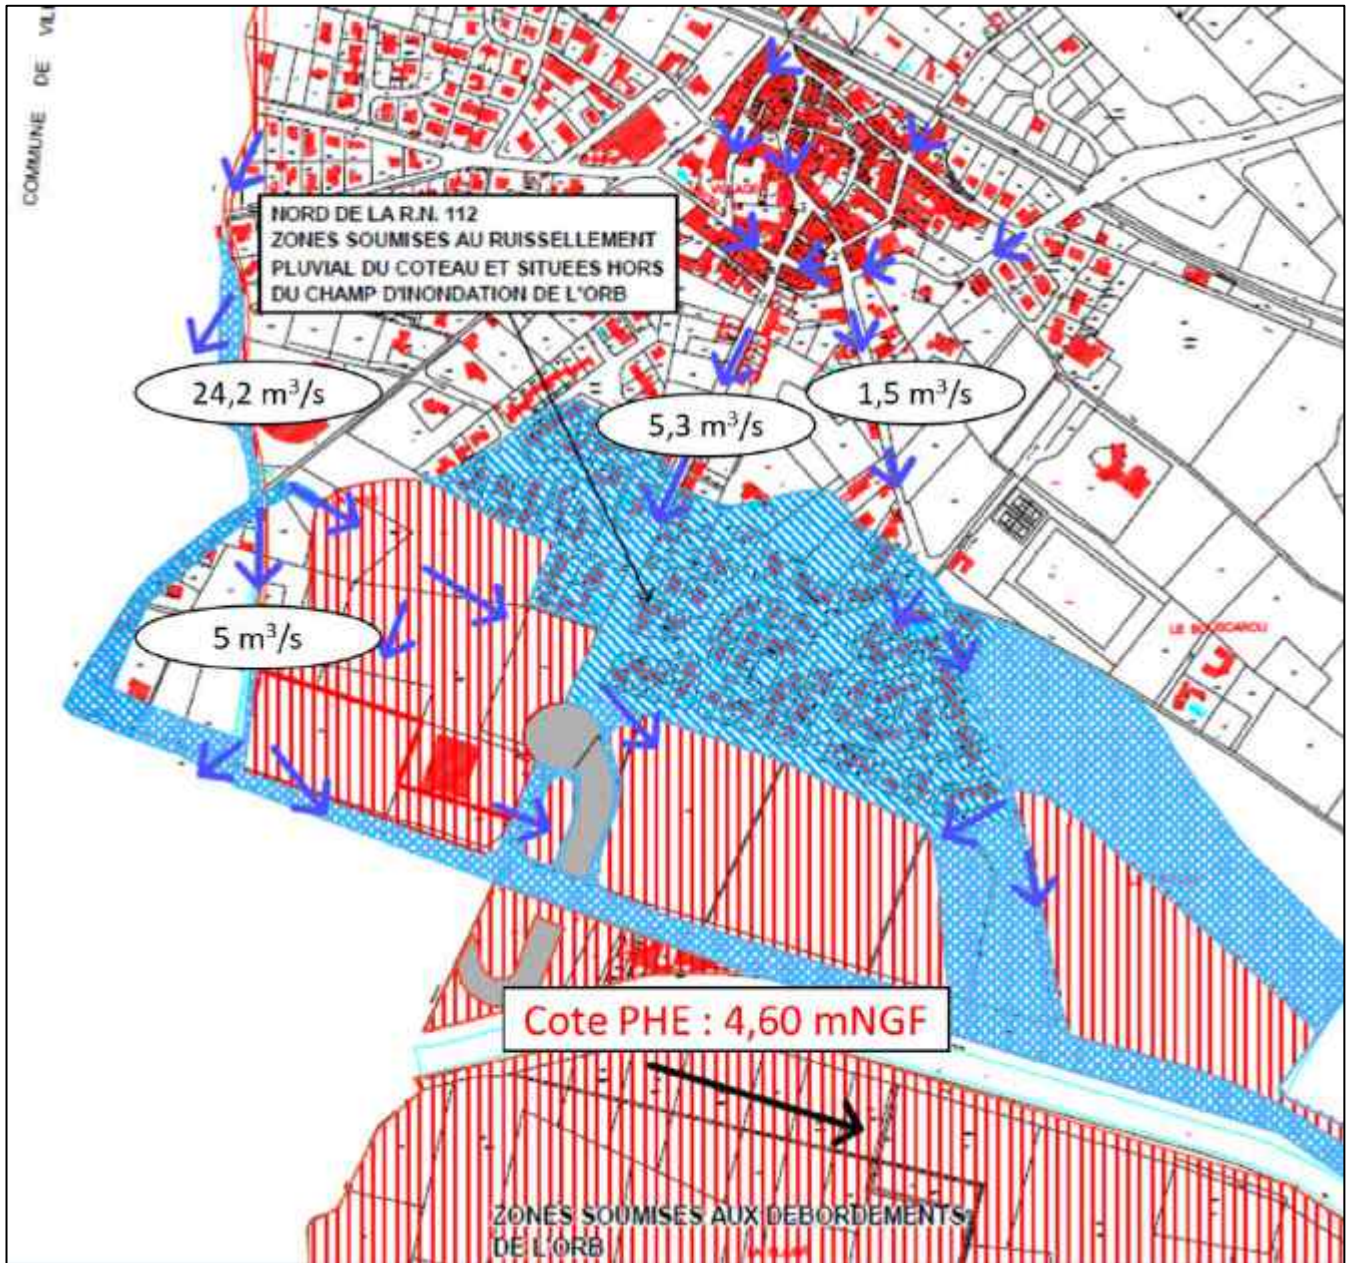 COMMUNE DE VIL
NORD DE LA R.N. 112
ZONES SOUMISES AU RUISSELLEMENT
PLUVIAL DU COTEAU ET SITUEES HORS
DU CHAMP D'INONDATION DE L'ORB
24,2 m³/s
5,3 m³/s
1,5 m³/s
5 m³/s
LE
Cote PHE : 4,60 mNGF
ZONES SOUMISES AUX DEBORDEMENTS
DE L'ORB